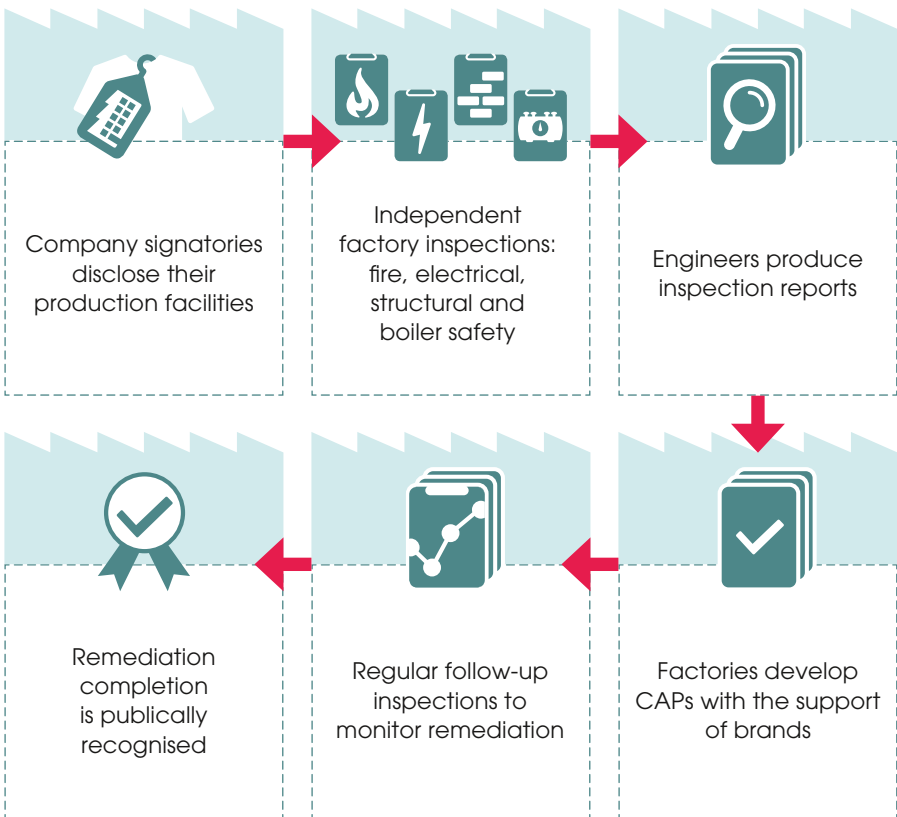 Company signatories
disclose their
production facilities
Independent
factory inspections:
fire, electrical,
structural and
boiler safety
Engineers produce
inspection reports
Factories develop
CAPs with the support
of brands
Regular follow-up
inspections to
monitor remediation
Remediation
completion
is publically
recognised